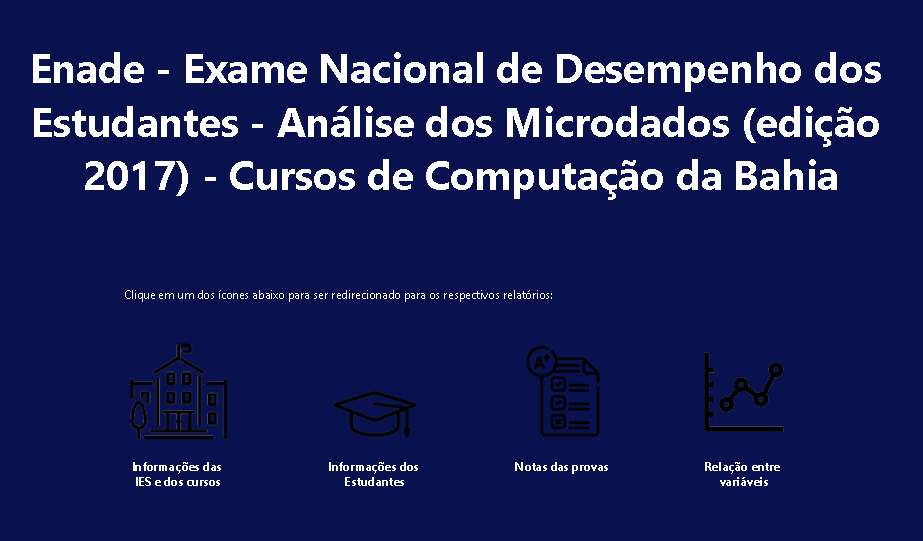 Enade - Exame Nacional de Desempenho dos
Estudantes - Análise dos Microdados (edição
2017) - Cursos de Computação da Bahia
Clique em um dos ícones abaixo para ser redirecionado para os respectivos relatórios:
A+
Informações das
IES e dos cursos
Informações dos
Estudantes
Notas das provas
Relação entre
variáveis